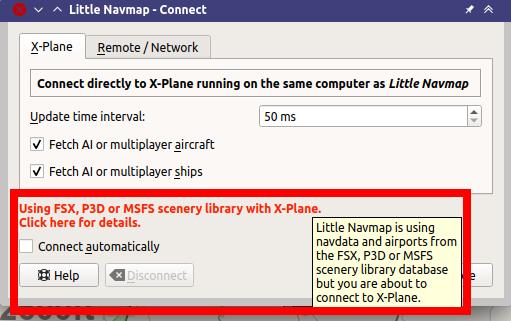 Little Navmap - Connect
X-Plane
Remote / Network
Connect directly to X-Plane running on the same computer as Little Navmap
Update time interval:
50 ms
Fetch AI or multiplayer aircraft
Fetch AI or multiplayer ships
Using FSX, P3D or MSFS scenery library with X-Plane.
Click here for details.
Connect automatically
Little Navmap is using
navdata and airports from
the FSX, P3D or MSFS
scenery library database
but you are about to
connect to X-Plane.
Help
Disconnect